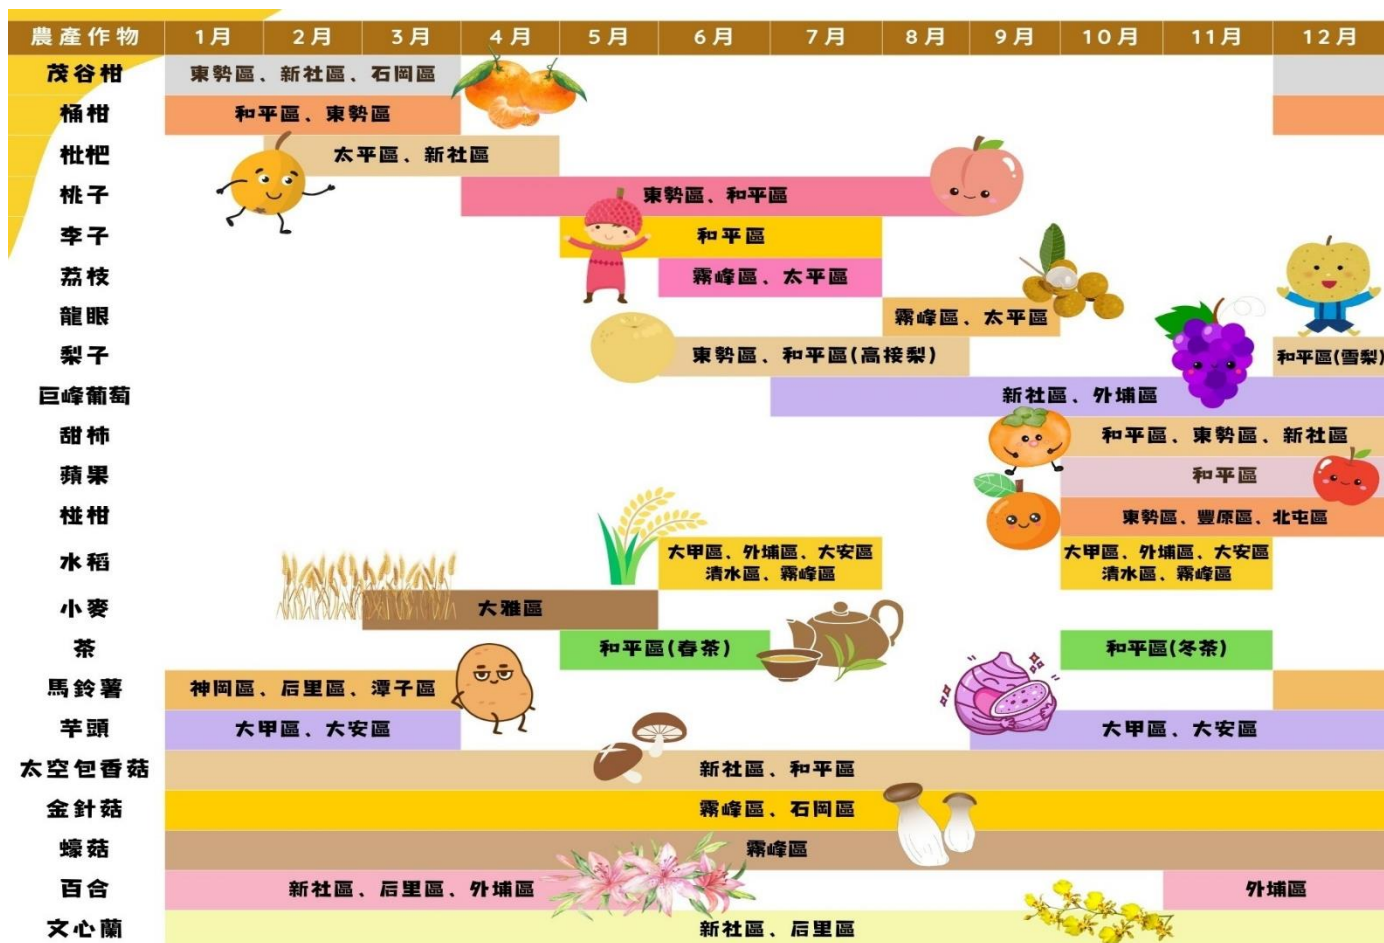 農產作物 1月 2月 3月 4月 5月 6月 7月 8月 9月 10月 11月 12月
茂谷柑 東勢區、新社區、石岡區
桶柑 和平區、東勢區
枇杷 太平區、新社區
桃子 東勢區、和平區
李子 和平區
荔枝 霧峰區、太平區
龍眼 霧峰區、太平區
梨子 東勢區、和平區(高接梨) 和平區(雪梨)
巨峰葡萄 新社區、外埔區
甜柿 和平區、東勢區、新社區
蘋果 和平區
椪柑 東勢區、豐原區、北屯區
水稻 大甲區、外埔區、大安區 大甲區、外埔區、大安區
清水區、霧峰區 清水區、霧峰區
小麥 大雅區
茶 和平區(春茶) 和平區(冬茶)
馬鈴薯 神岡區、后里區、潭子區
芋頭 大甲區、大安區 大甲區、大安區
太空包香菇 新社區、和平區
金針菇 霧峰區、石岡區
蠔菇 霧峰區
百合 新社區、后里區、外埔區 外埔區
文心蘭 新社區、后里區